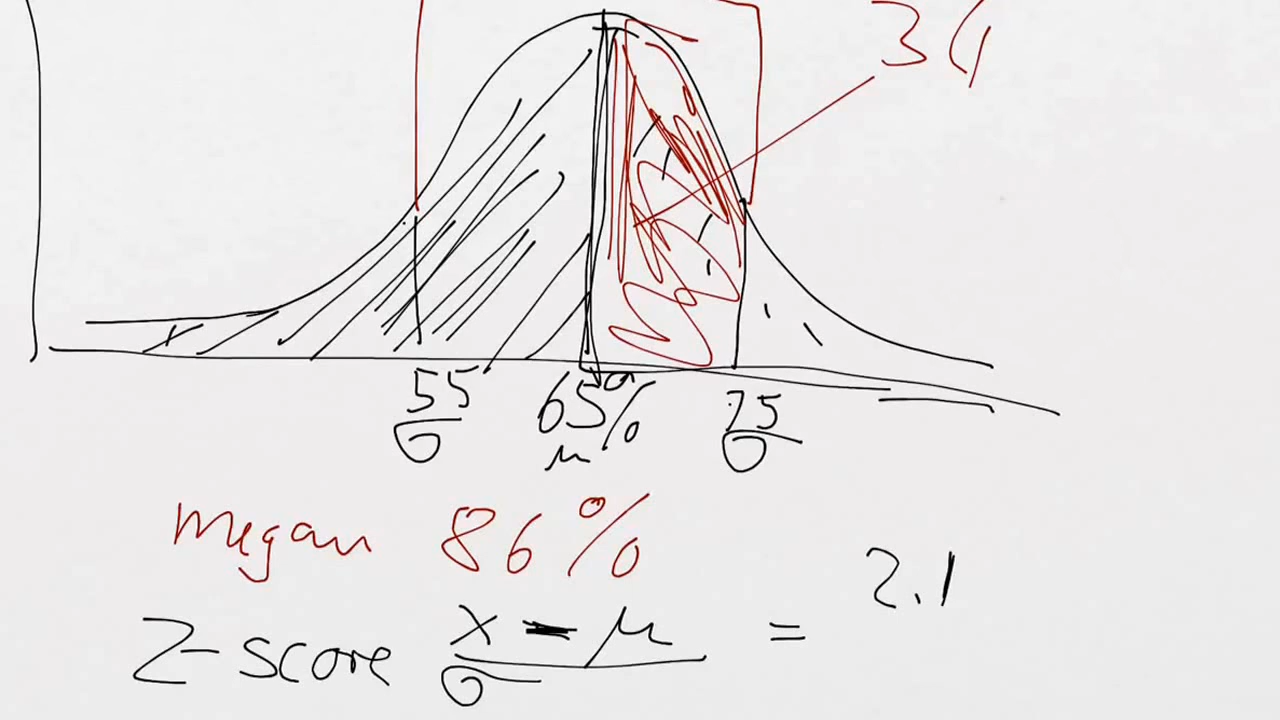 34
55 65% 75
σ μ σ
megan 86%
2.1
Z-score x - μ =
σ